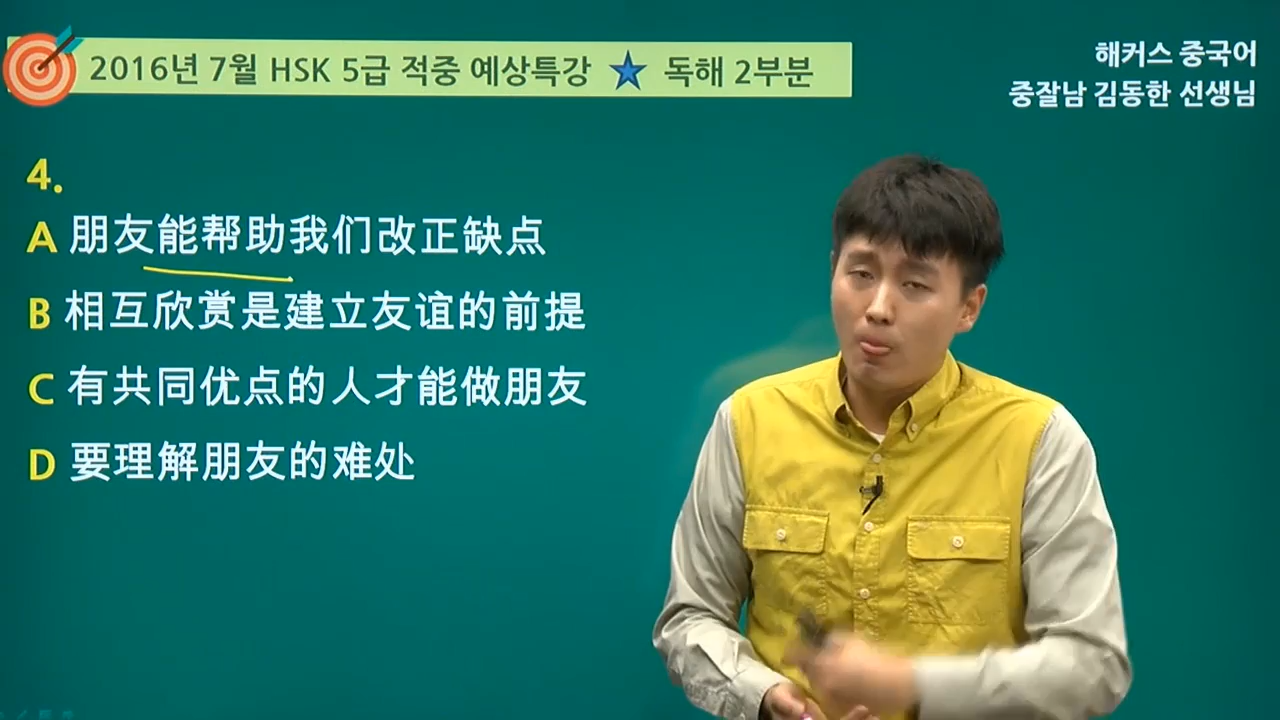 2016년 7월 HSK 5급 적중 예상특강 ★ 독해 2부분
해커스 중국어
중잘남 김동한 선생님
4.
A 朋友能帮助我们改正缺点
B 相互欣赏是建立友谊的前提
C 有共同优点的人才能做朋友
D 要理解朋友的难处